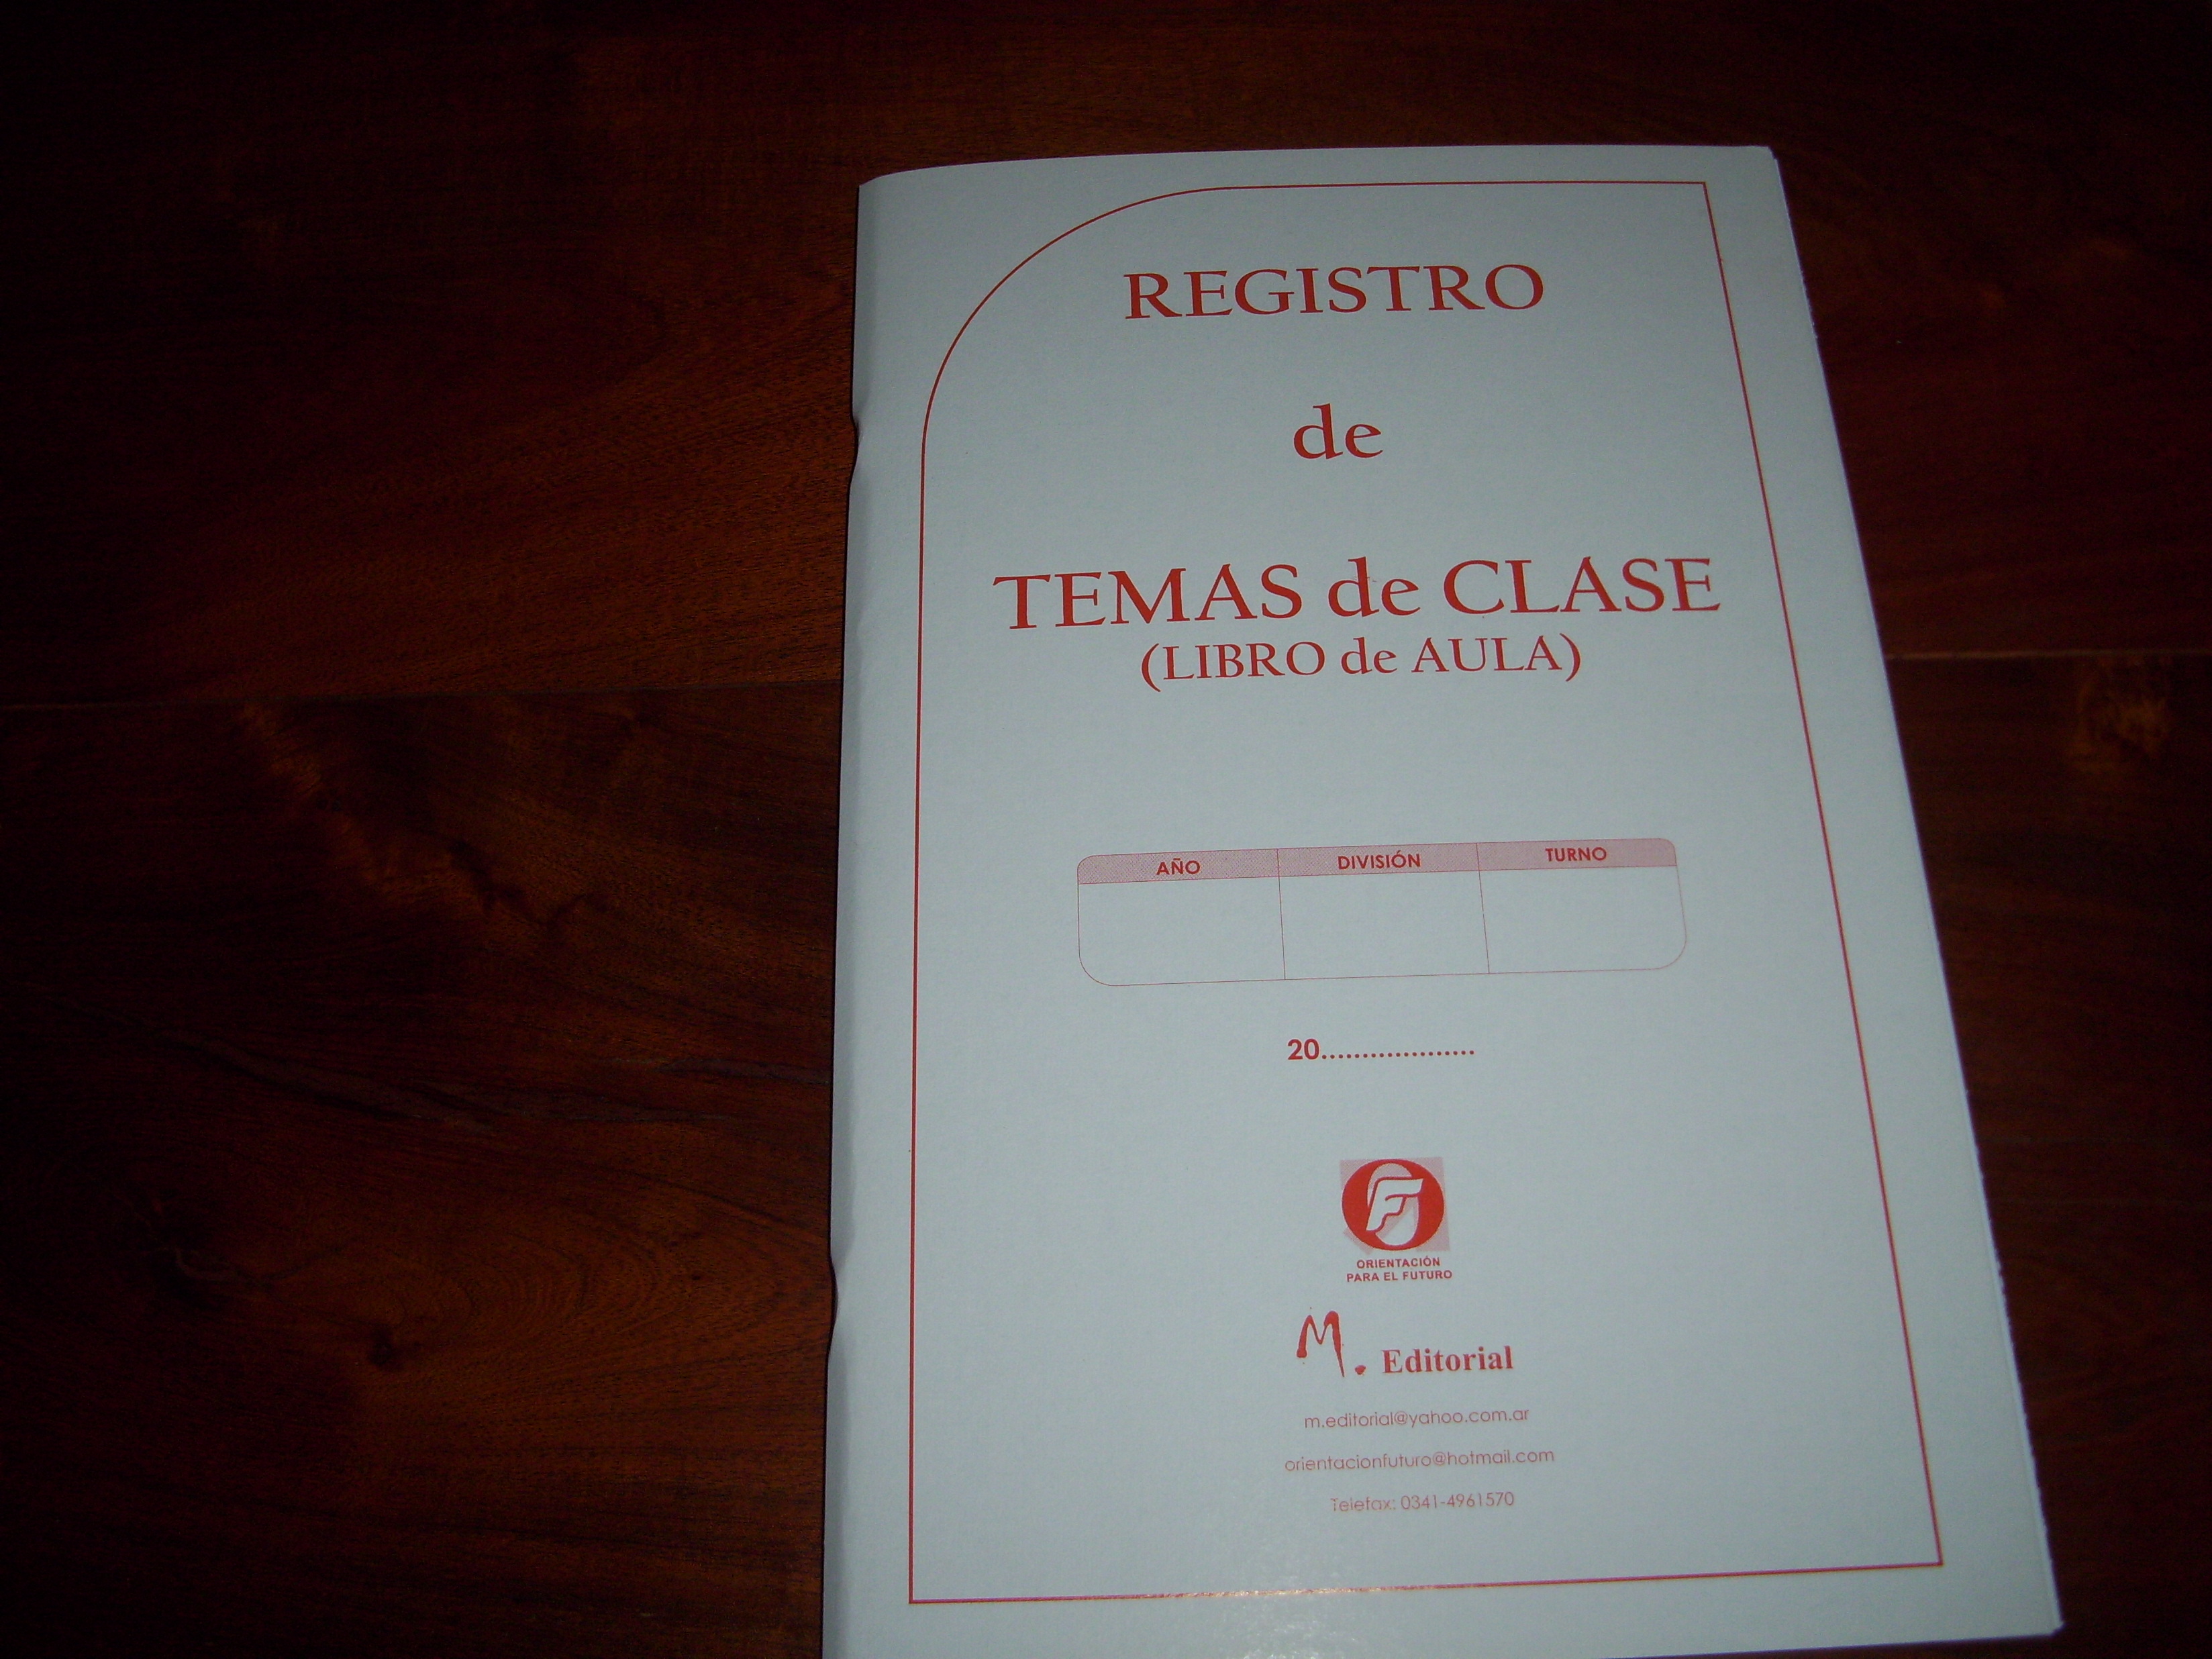 REGISTRO
de
TEMAS de CLASE
(LIBRO de AULA)
AÑO DIVISIÓN TURNO
20...................
OF
ORIENTACIÓN
PARA EL FUTURO
M. Editorial
m.editorial@yahoo.com.ar
orientacionfuturo@hotmail.com
Telefax: 0341-4961570